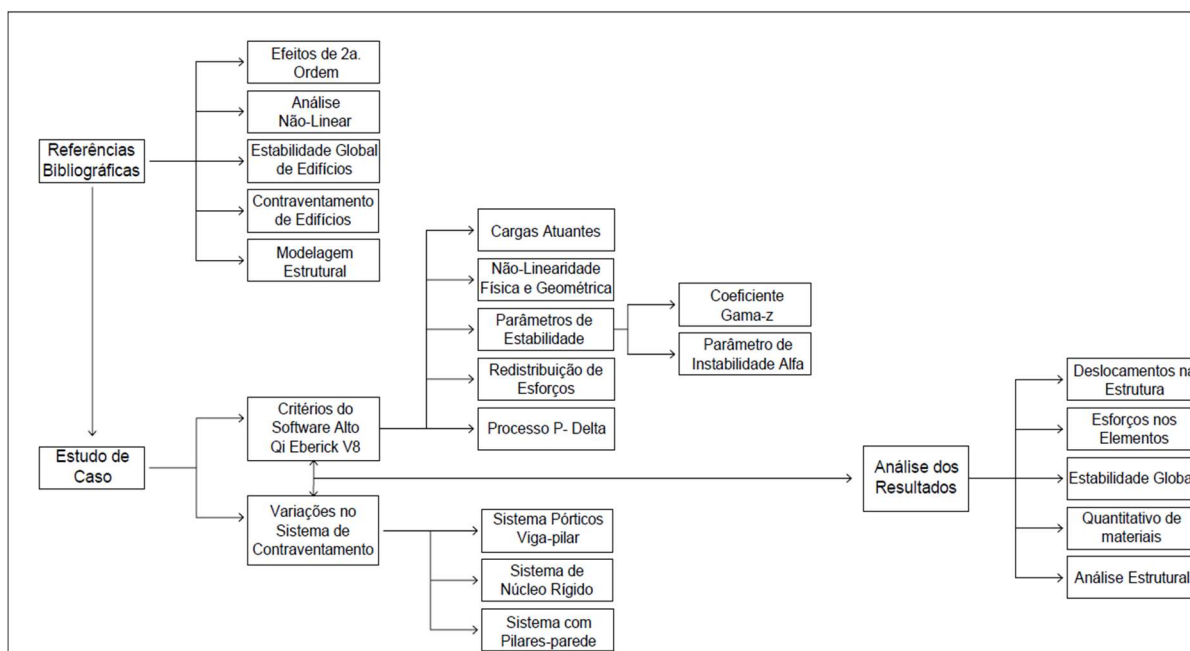 Efeitos de 2a.
Ordem
Análise
Não-Linear
Referências
Bibliográficas
Estabilidade Global
de Edifícios
Contraventamento
de Edifícios
Modelagem
Estrutural
Cargas Atuantes
Não-Linearidade
Física e Geométrica
Parâmetros de
Estabilidade
Coeficiente
Gama-z
Parâmetro de
Instabilidade Alfa
Redistribuição de
Esforços
Processo P- Delta
Estudo de
Caso
Critérios do
Software Alto
Qi Eberick V8
Variações no
Sistema de
Contraventamento
Sistema Pórticos
Viga-pilar
Sistema de
Núcleo Rígido
Sistema com
Pilares-parede
Análise dos
Resultados
Deslocamentos na
Estrutura
Esforços nos
Elementos
Estabilidade Global
Quantitativo de
materiais
Análise Estrutural